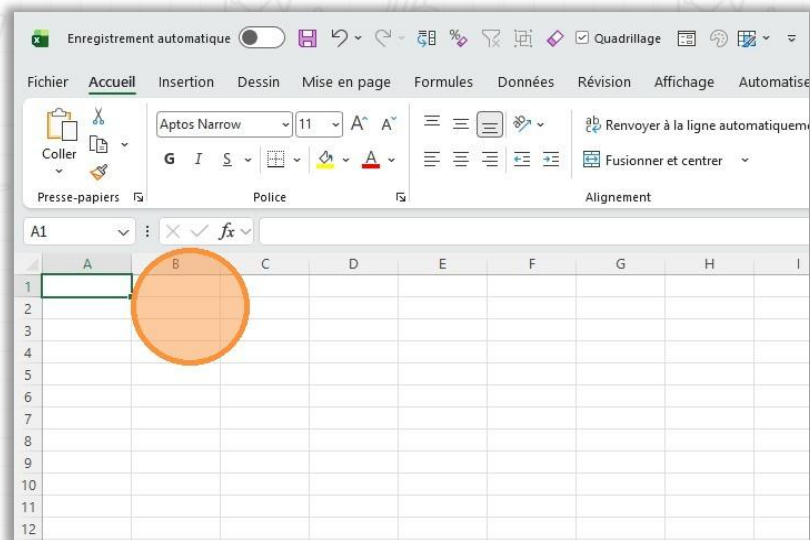 Enregistrement automatique Quadrillage
Fichier Accueil Insertion Dessin Mise en page Formules Données Révision Affichage Automatise
Coller Aptos Narrow 11 A A ab Renvoyer à la ligne automatiqueme
G I S A Fusionner et centrer
Presse-papiers Police Alignement
A1 fx
A B C D E F G H I
1
2
3
4
5
6
7
8
9
10
11
12